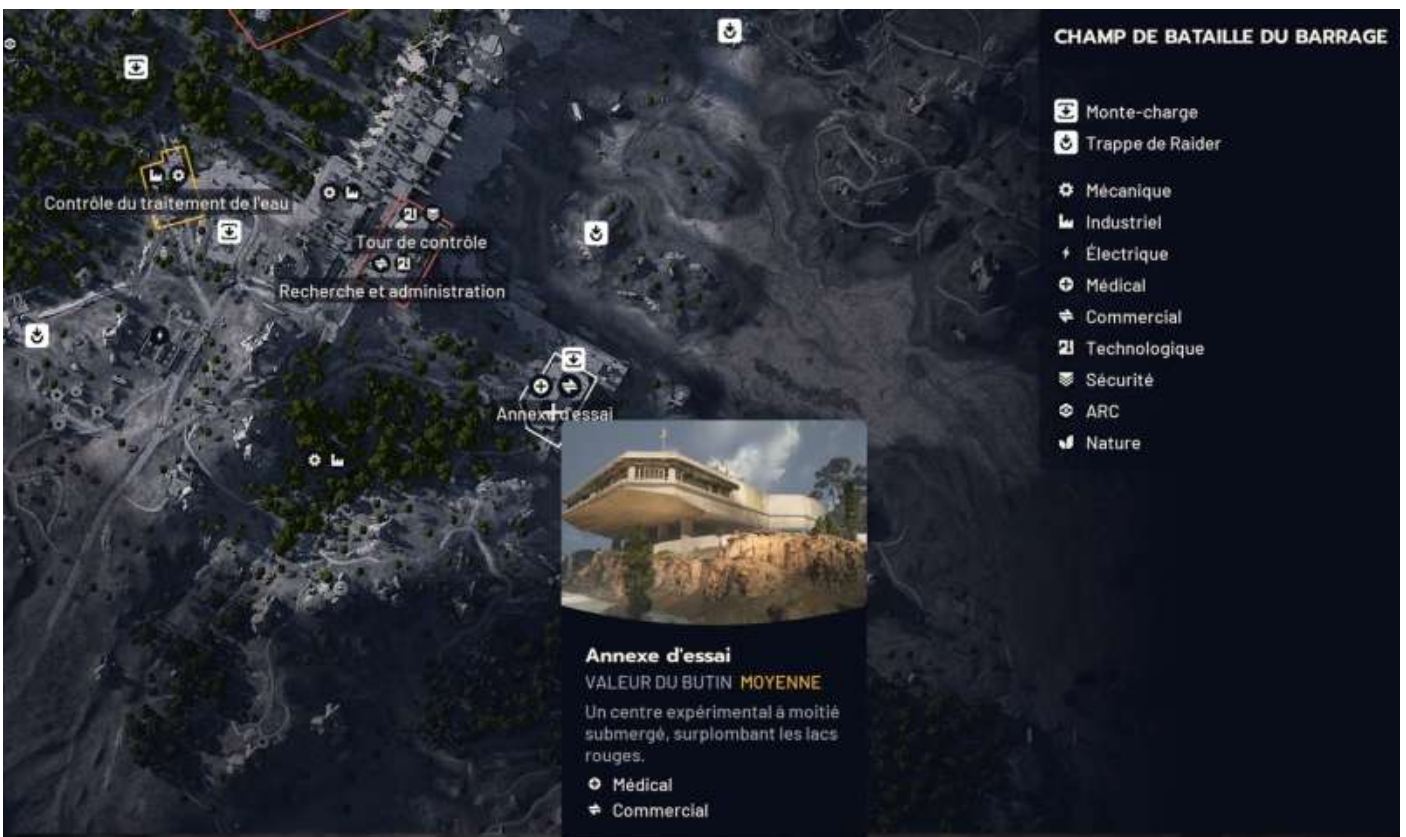 CHAMP DE BATAILLE DU BARRAGE
Monte-charge
Trappe de Raider
Mécanique
Industriel
Électrique
Médical
Commercial
Technologique
Sécurité
ARC
Nature
Contrôle du traitement de l'eau
Tour de contrôle
Recherche et administration
Annexe d'essai
Annexe d'essai
VALEUR DU BUTIN MOYENNE
Un centre expérimental à moitié
submergé, surplombant les lacs
rouges.
Médical
Commercial